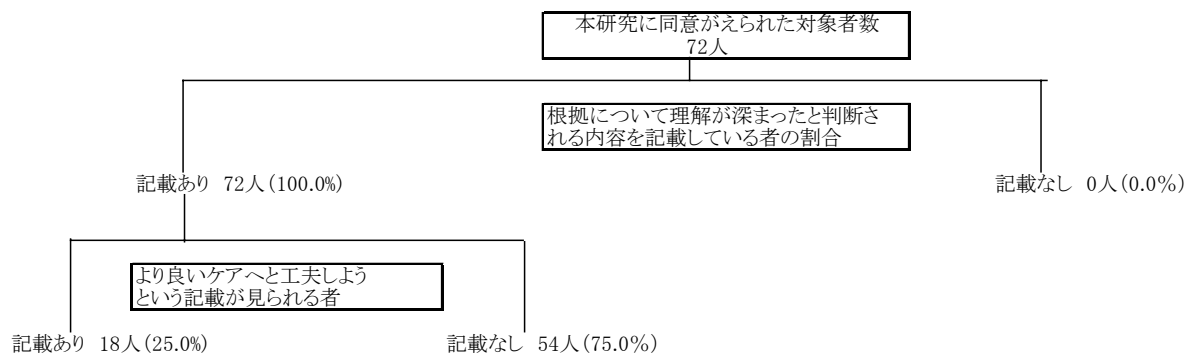 本研究に同意がえられた対象者数
72人
根拠について理解が深まったと判断さ
れる内容を記載している者の割合
記載あり 72人(100.0%)
記載なし 0人(0.0%)
より良いケアへと工夫しよう
という記載が見られる者
記載あり 18人(25.0%)
記載なし 54人(75.0%)